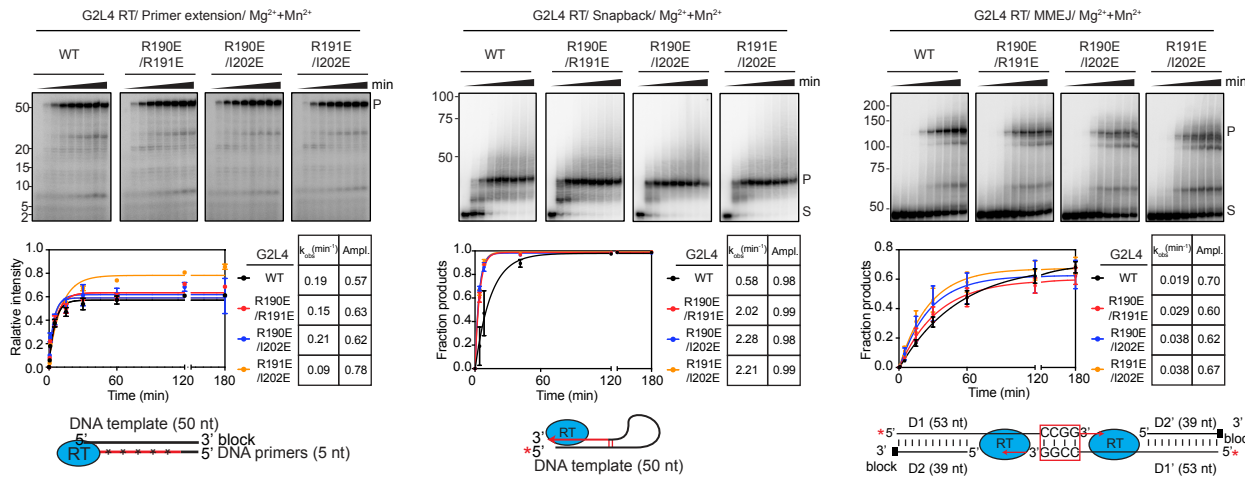 G2L4 RT/ Primer extension/ Mg²⁺+Mn²⁺
WT
R190E /R191E
R190E /I202E
R191E /I202E
min
50
20
15
10
5
2
P
Ralative intensity
1.0
0.8
0.6
0.4
0.2
0.0
0
60
120
180
Time (min)
G2L4 kobs(min⁻¹) Ampl.
WT 0.19 0.57
R190E /R191E 0.15 0.63
R190E /I202E 0.21 0.62
R191E /I202E 0.09 0.78
DNA template (50 nt)
5' 3' block
RT DNA primers (5 nt)
G2L4 RT/ Snapback/ Mg²⁺+Mn²⁺
WT
R190E /R191E
R190E /I202E
R191E /I202E
min
100
50
P
S
Fraction products
1.0
0.8
0.6
0.4
0.2
0.0
0
60
120
180
Time (min)
G2L4 kobs(min⁻¹) Ampl.
WT 0.58 0.98
R190E /R191E 2.02 0.99
R190E /I202E 2.28 0.98
R191E /I202E 2.21 0.99
RT
3'
*5'
DNA template (50 nt)
G2L4 RT/ MMEJ/ Mg²⁺+Mn²⁺
WT
R190E /R191E
R190E /I202E
R191E /I202E
min
200
150
100
75
50
P
S
Fraction products
0.8
0.6
0.4
0.2
0.0
0
60
120
180
Time (min)
G2L4 kobs(min⁻¹) Ampl.
WT 0.019 0.70
R190E /R191E 0.029 0.60
R190E /I202E 0.038 0.62
R191E /I202E 0.038 0.67
D1 (53 nt) D2' (39 nt) 3' block
*5' CCGG 3' 5'
RT RT
3' block 5' 3' GGCC 5'*
D2 (39 nt) D1' (53 nt)